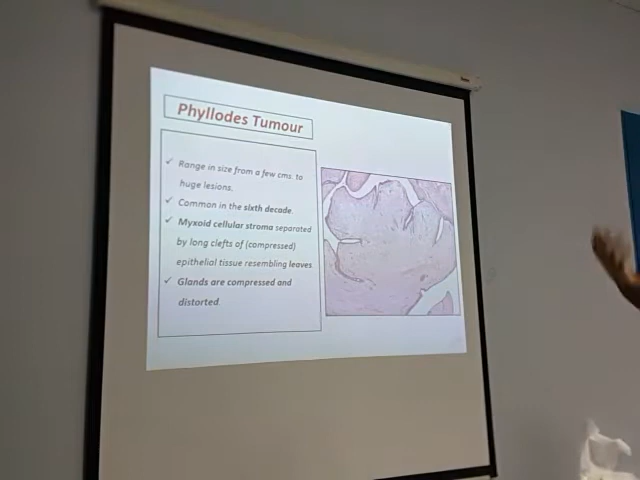 Phyllodes Tumour
✓ Range in size from a few cms. to
huge lesions.
✓ Common in the sixth decade.
✓ Myxoid cellular stroma separated
by long clefts of (compressed)
epithelial tissue resembling leaves
✓ Glands are compressed and
distorted.